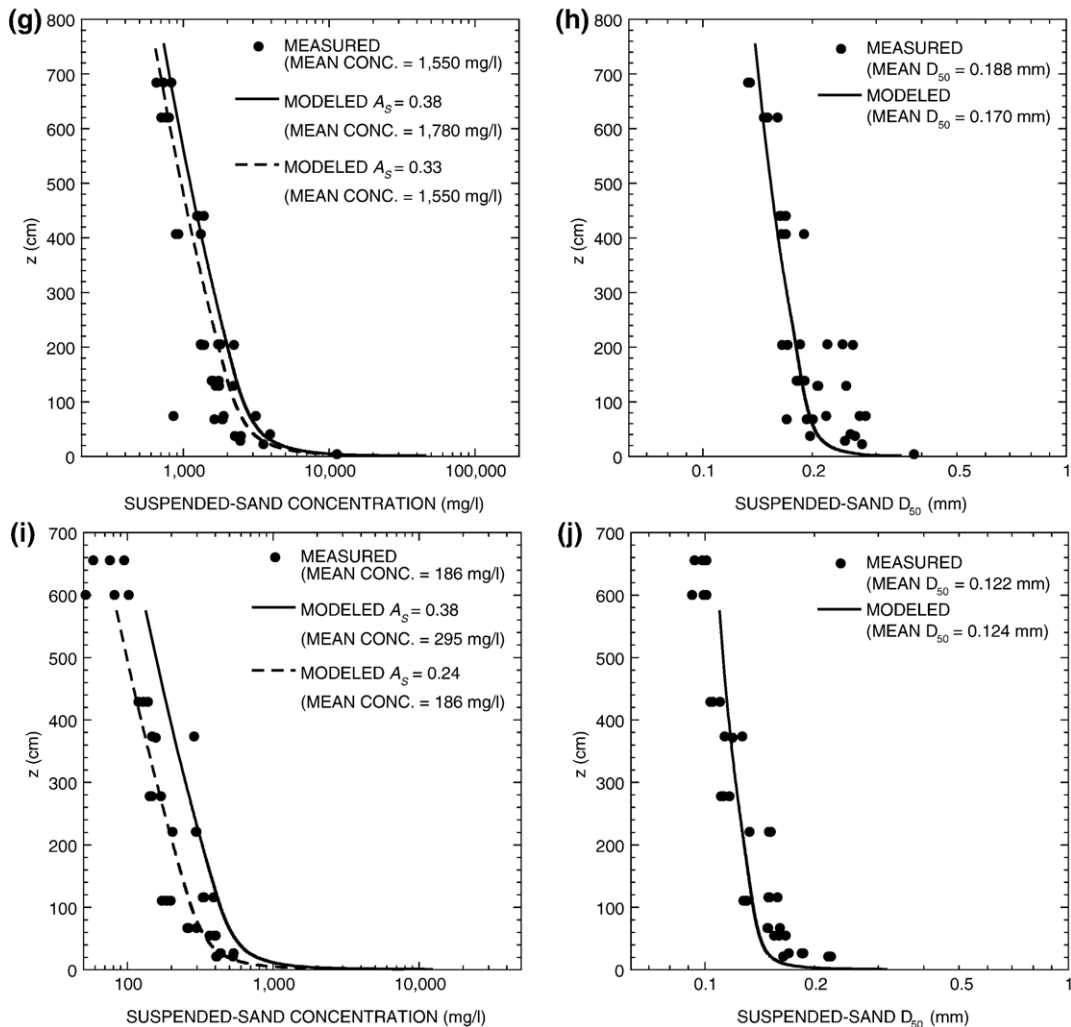 (g)
800
700
600
500
400
300
200
100
0
z (cm)
MEASURED
(MEAN CONC. = 1,550 mg/l)
MODELED A_S = 0.38
(MEAN CONC. = 1,780 mg/l)
MODELED A_S = 0.33
(MEAN CONC. = 1,550 mg/l)
1,000
10,000
100,000
SUSPENDED-SAND CONCENTRATION (mg/l)
(h)
800
700
600
500
400
300
200
100
0
z (cm)
MEASURED
(MEAN D50 = 0.188 mm)
MODELED
(MEAN D50 = 0.170 mm)
0.1
0.2
0.5
1
SUSPENDED-SAND D50 (mm)
(i)
700
600
500
400
300
200
100
0
z (cm)
MEASURED
(MEAN CONC. = 186 mg/l)
MODELED A_S = 0.38
(MEAN CONC. = 295 mg/l)
MODELED A_S = 0.24
(MEAN CONC. = 186 mg/l)
100
1,000
10,000
SUSPENDED-SAND CONCENTRATION (mg/l)
(j)
700
600
500
400
300
200
100
0
z (cm)
MEASURED
(MEAN D50 = 0.122 mm)
MODELED
(MEAN D50 = 0.124 mm)
0.1
0.2
0.5
1
SUSPENDED-SAND D50 (mm)